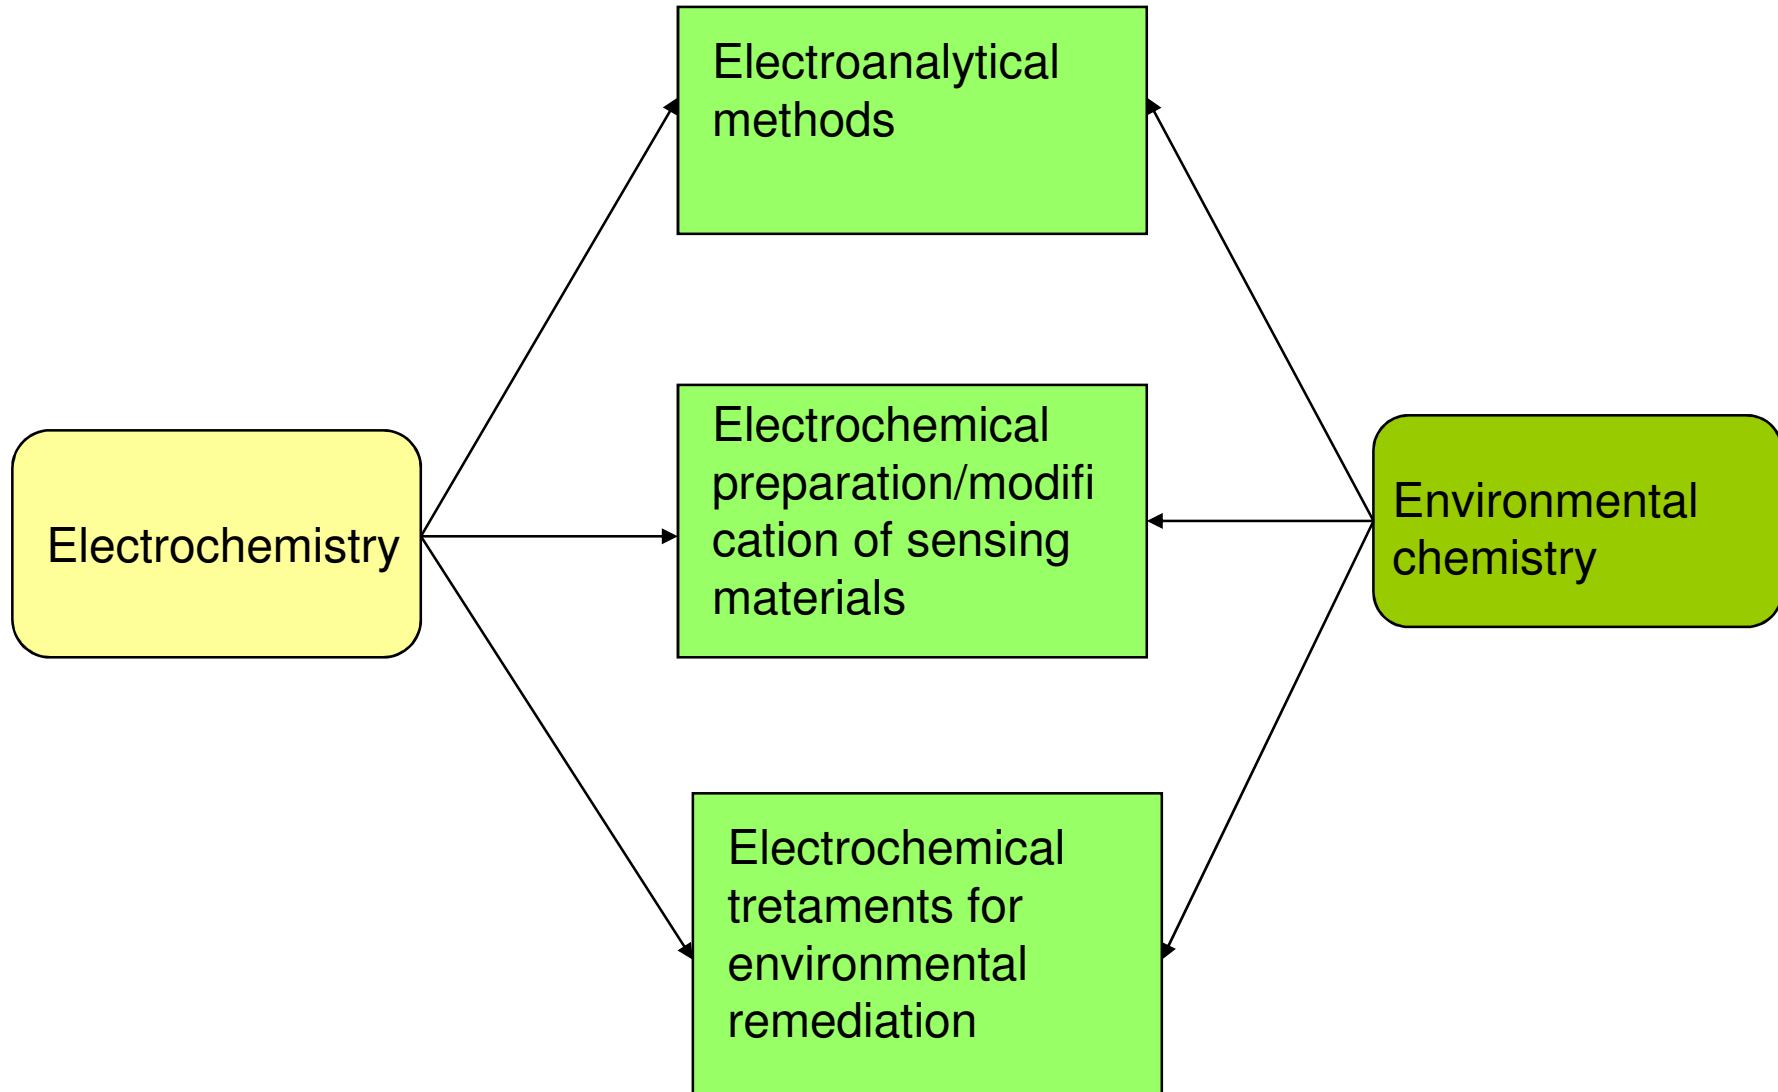 Electroanalytical
methods
Electrochemistry
Electrochemical
preparation/modifi
cation of sensing
materials
Environmental
chemistry
Electrochemical
tretaments for
environmental
remediation